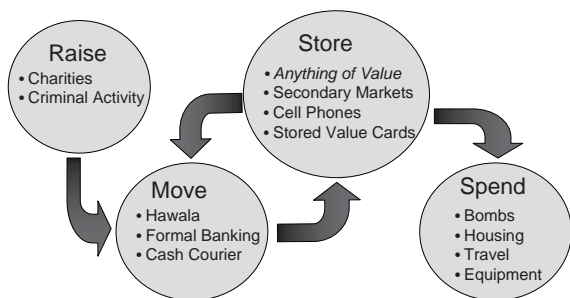 Raise
• Charities
• Criminal Activity
Store
• Anything of Value
• Secondary Markets
• Cell Phones
• Stored Value Cards
Move
• Hawala
• Formal Banking
• Cash Courier
Spend
• Bombs
• Housing
• Travel
• Equipment